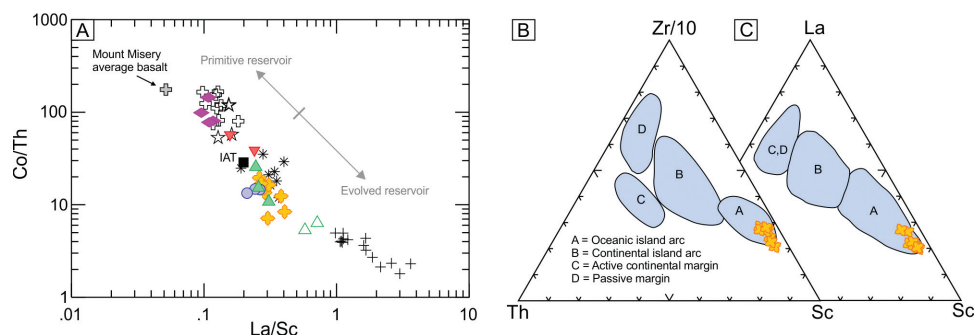 A
Mount Misery
average basalt
Primitive reservoir
IAT
Evolved reservoir
Co/Th
1000
100
10
1
.01
.1
1
10
La/Sc
B
Zr/10
D
B
C
A
A = Oceanic island arc
B = Continental island arc
C = Active continental margin
D = Passive margin
Th
Sc
C
La
C,D
B
A
Sc